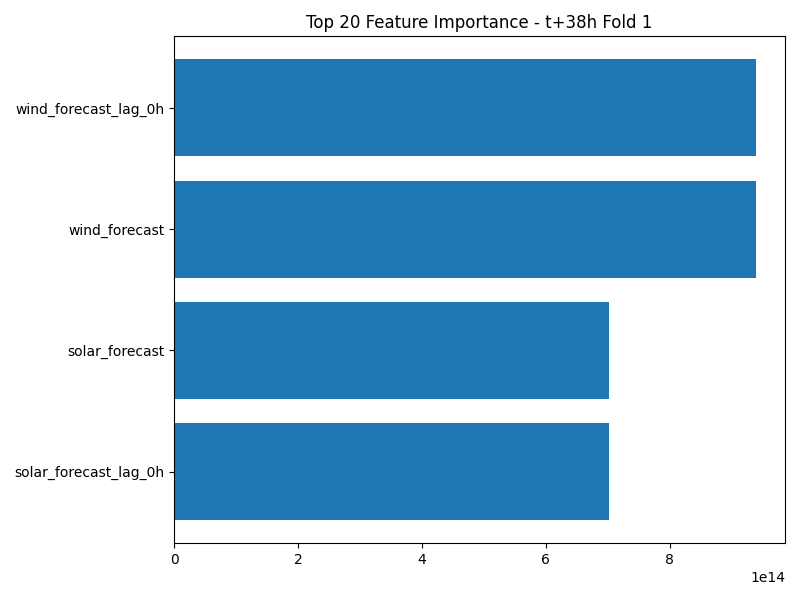 Top 20 Feature Importance - t+38h Fold 1
wind_forecast_lag_0h
wind_forecast
solar_forecast
solar_forecast_lag_0h
0 2 4 6 8
1e14